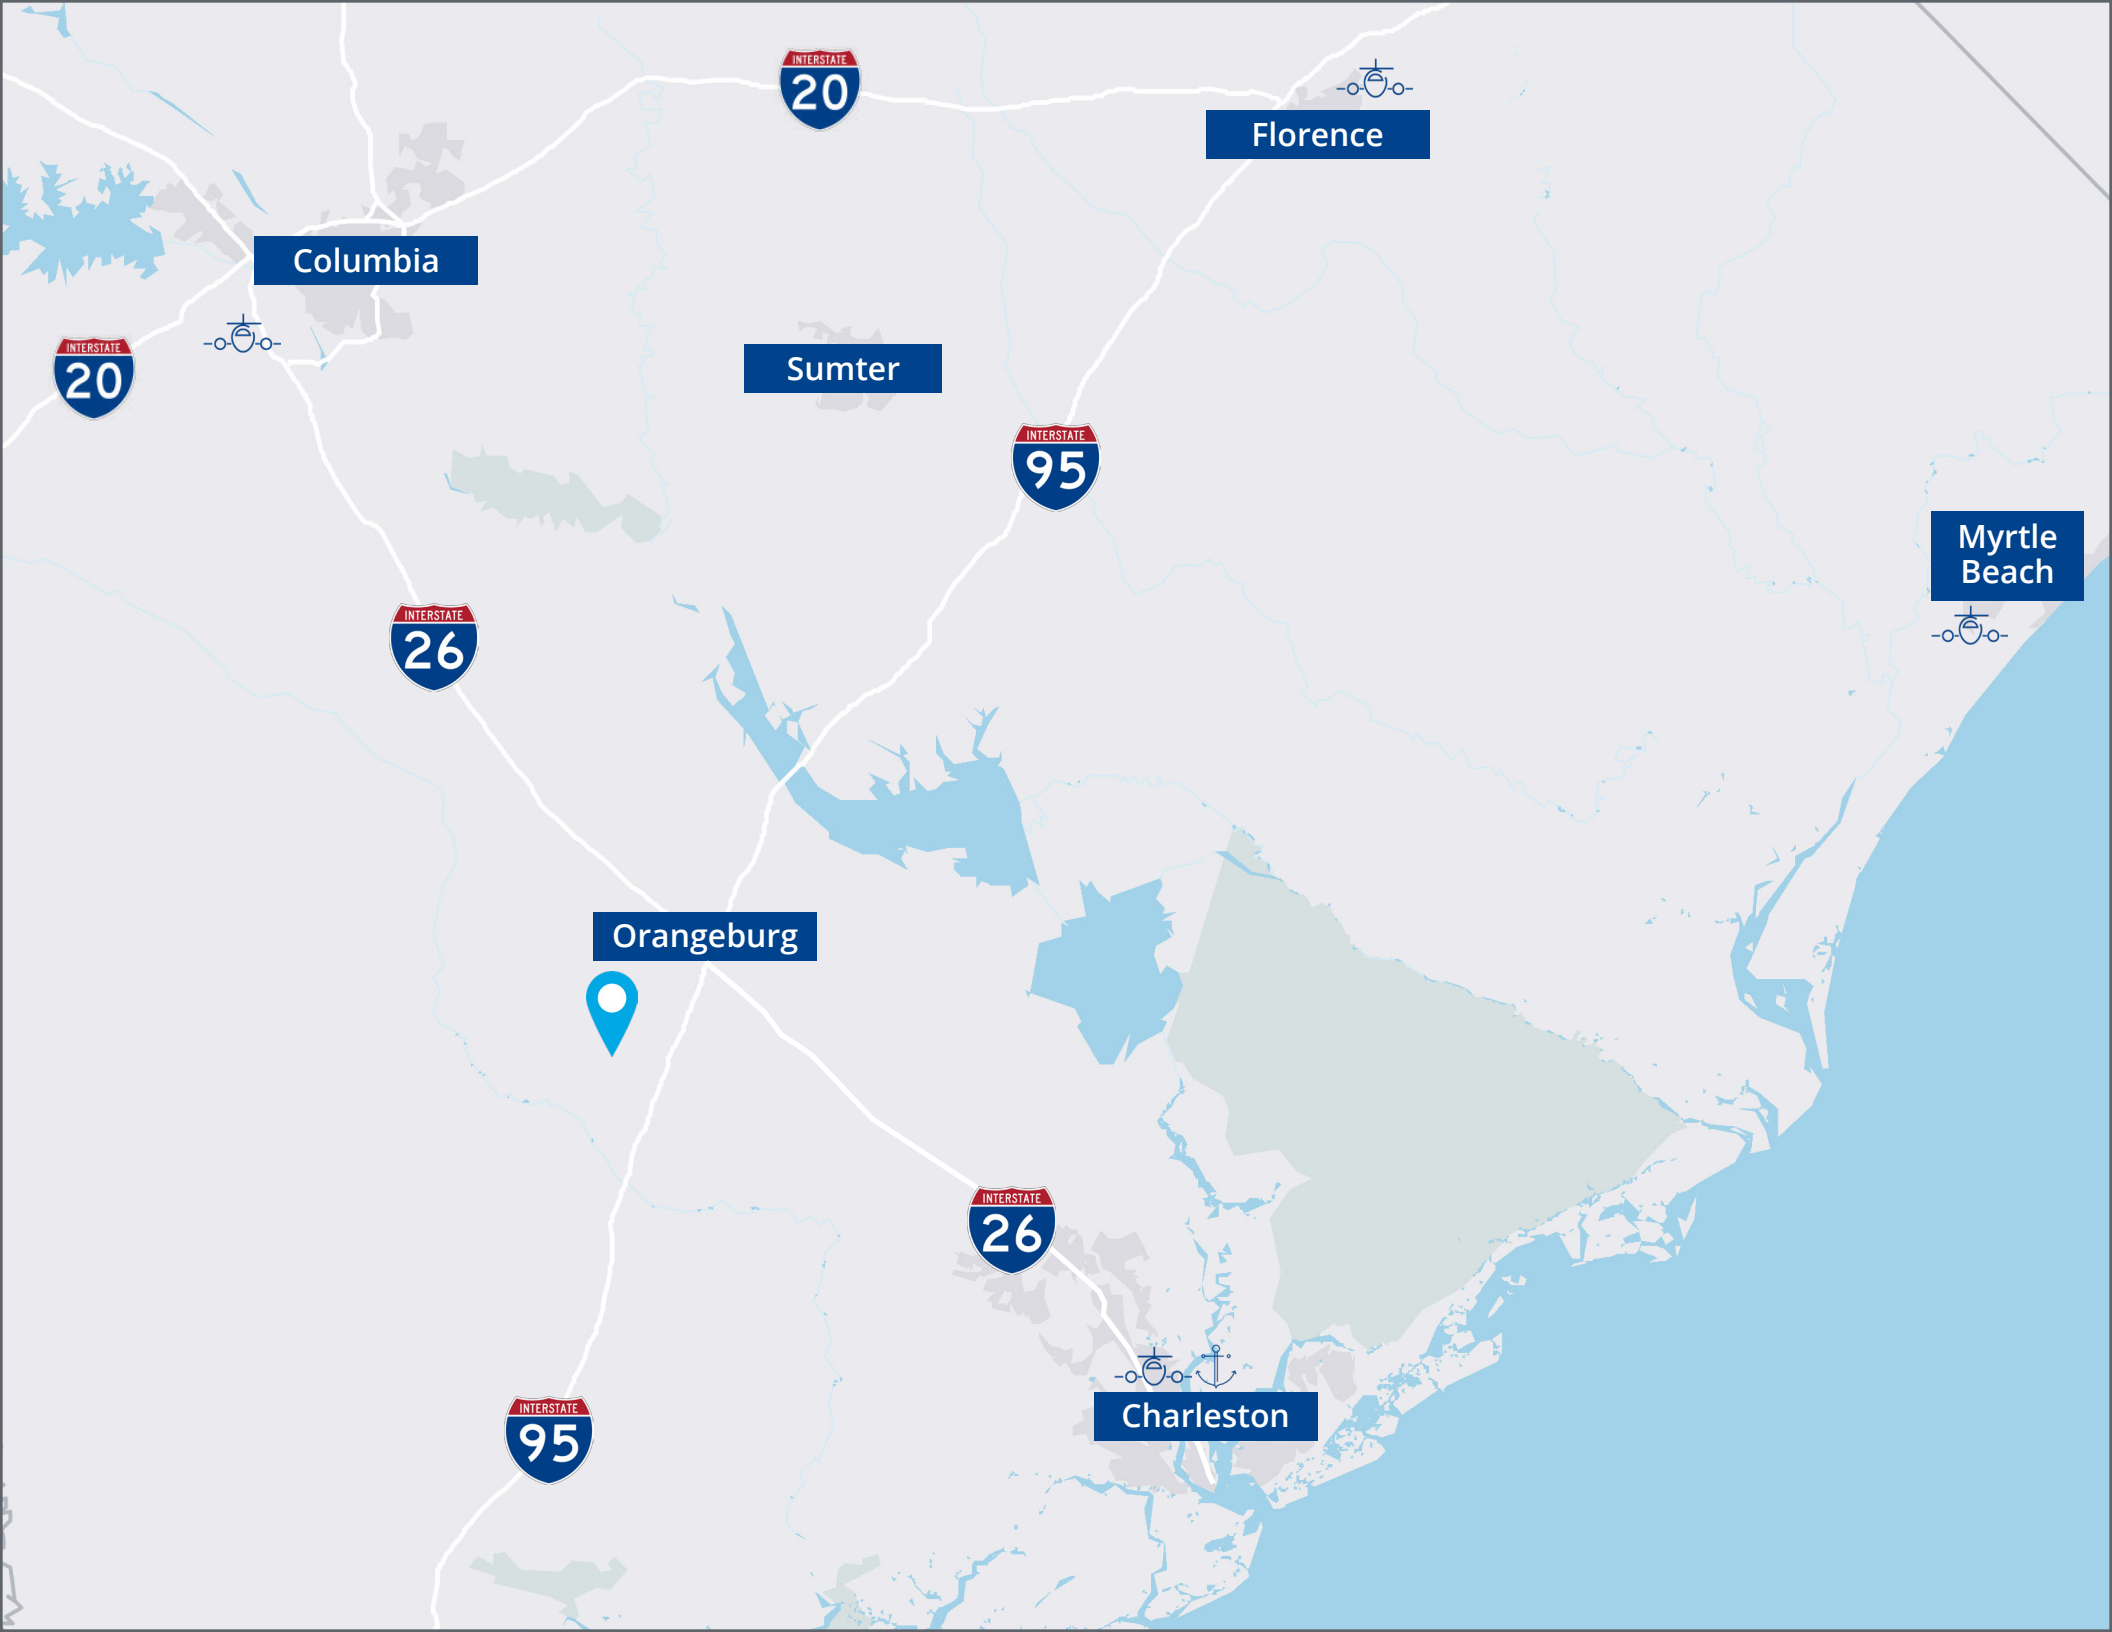 INTERSTATE
20
Florence
Columbia
INTERSTATE
20
Sumter
INTERSTATE
95
Myrtle
Beach
INTERSTATE
26
Orangeburg
INTERSTATE
26
Charleston
INTERSTATE
95